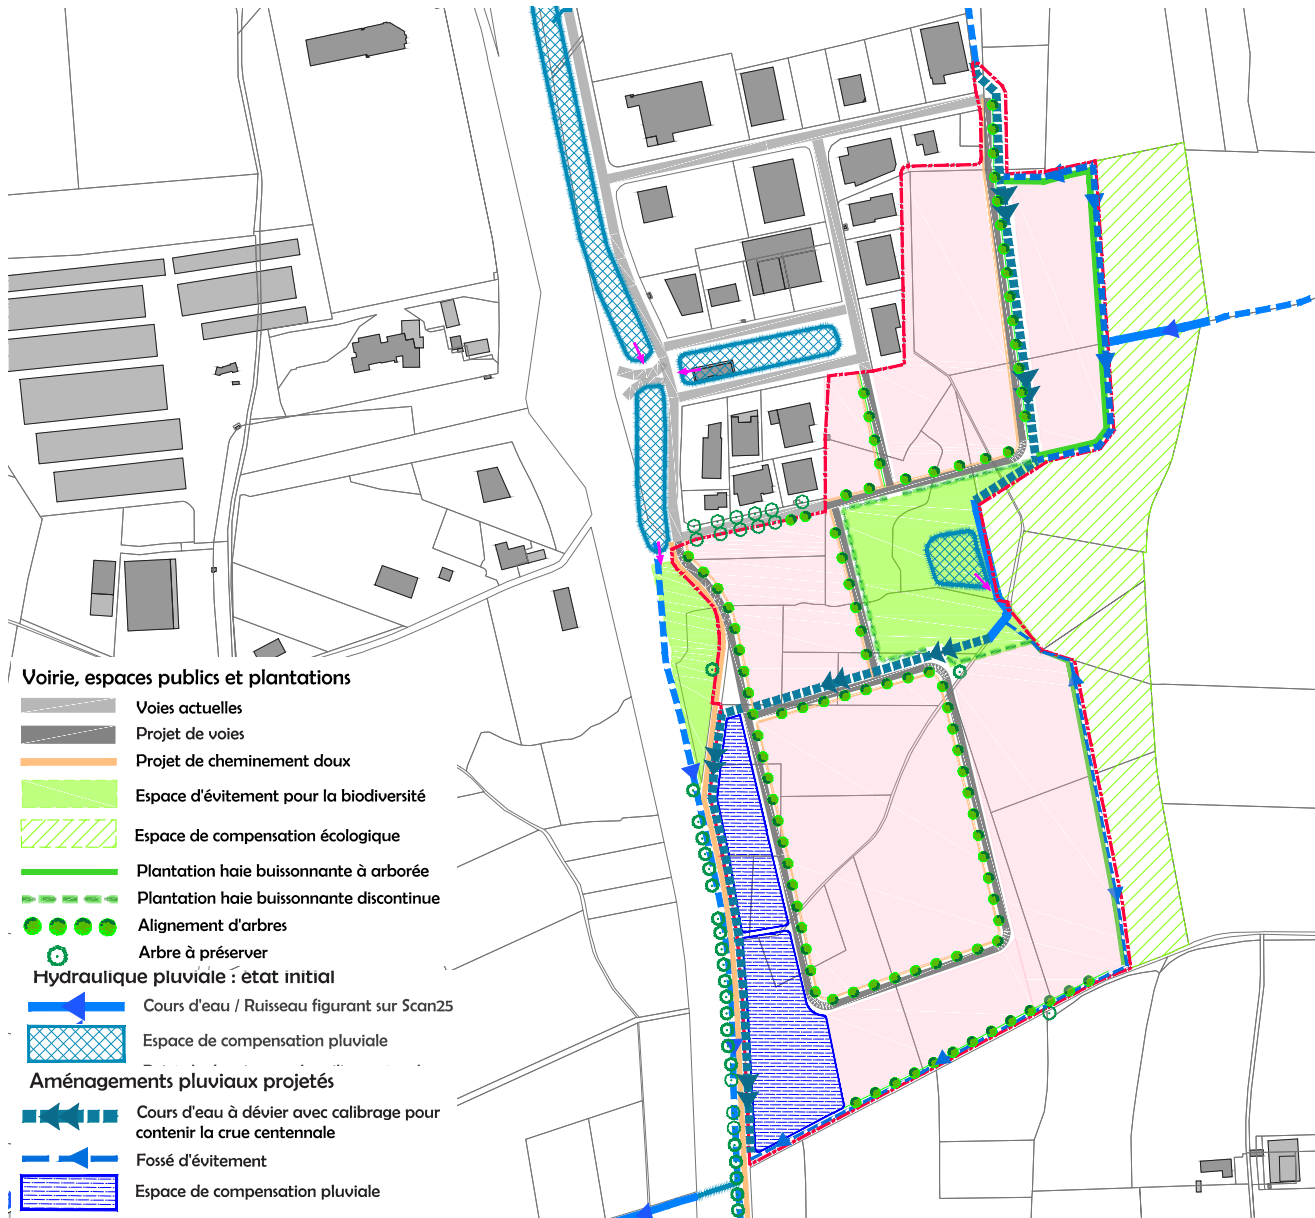 Voirie, espaces publics et plantations
Voies actuelles
Projet de voies
Projet de cheminement doux
Espace d'évitement pour la biodiversité
Espace de compensation écologique
Plantation haie buissonnante à arborée
Plantation haie buissonnante discontinue
Alignement d'arbres
Arbre à préserver
Hydraulique pluviale : état initial
Cours d'eau / Ruisseau figurant sur Scan25
Espace de compensation pluviale
Aménagements pluviaux projetés
Cours d'eau à dévier avec calibrage pour
contenir la crue centennale
Fossé d'évitement
Espace de compensation pluviale